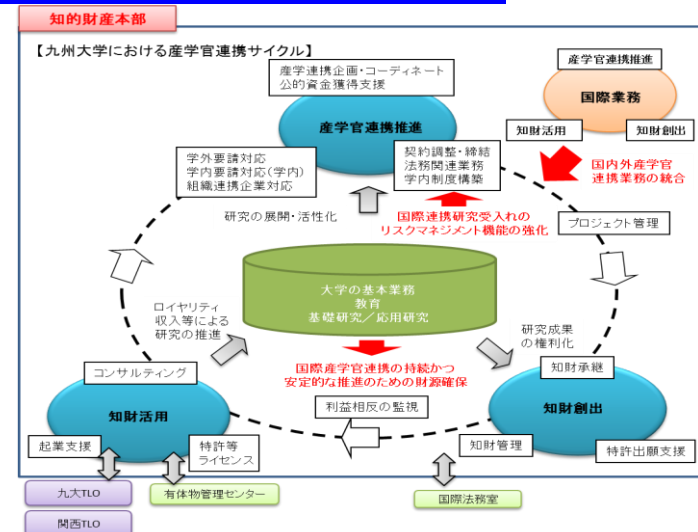 知的財産本部
【九州大学における産学官連携サイクル】
産学連携企画・コーディネート
公的資金獲得支援
産学官連携推進
産学官連携推進
国際業務
知財活用
知財創出
学外要請対応
学内要請対応(学内)
組織連携企業対応
契約調整・締結
法務関連業務
学内制度構築
国内外産学官
連携業務の統合
研究の展開・活性化
国際連携研究受入れの
リスクマネジメント機能の強化
プロジェクト管理
大学の基本業務
教育
基礎研究／応用研究
ロイヤリティ
収入等による
研究の推進
研究成果
の権利化
国際産学官連携の持続かつ
安定的な推進のための財源確保
コンサルティング
知財承継
利益相反の監視
知財活用
知財創出
起業支援
特許等
ライセンス
知財管理
特許出願支援
九大TLO
有体物管理センター
国際法務室
関西TLO